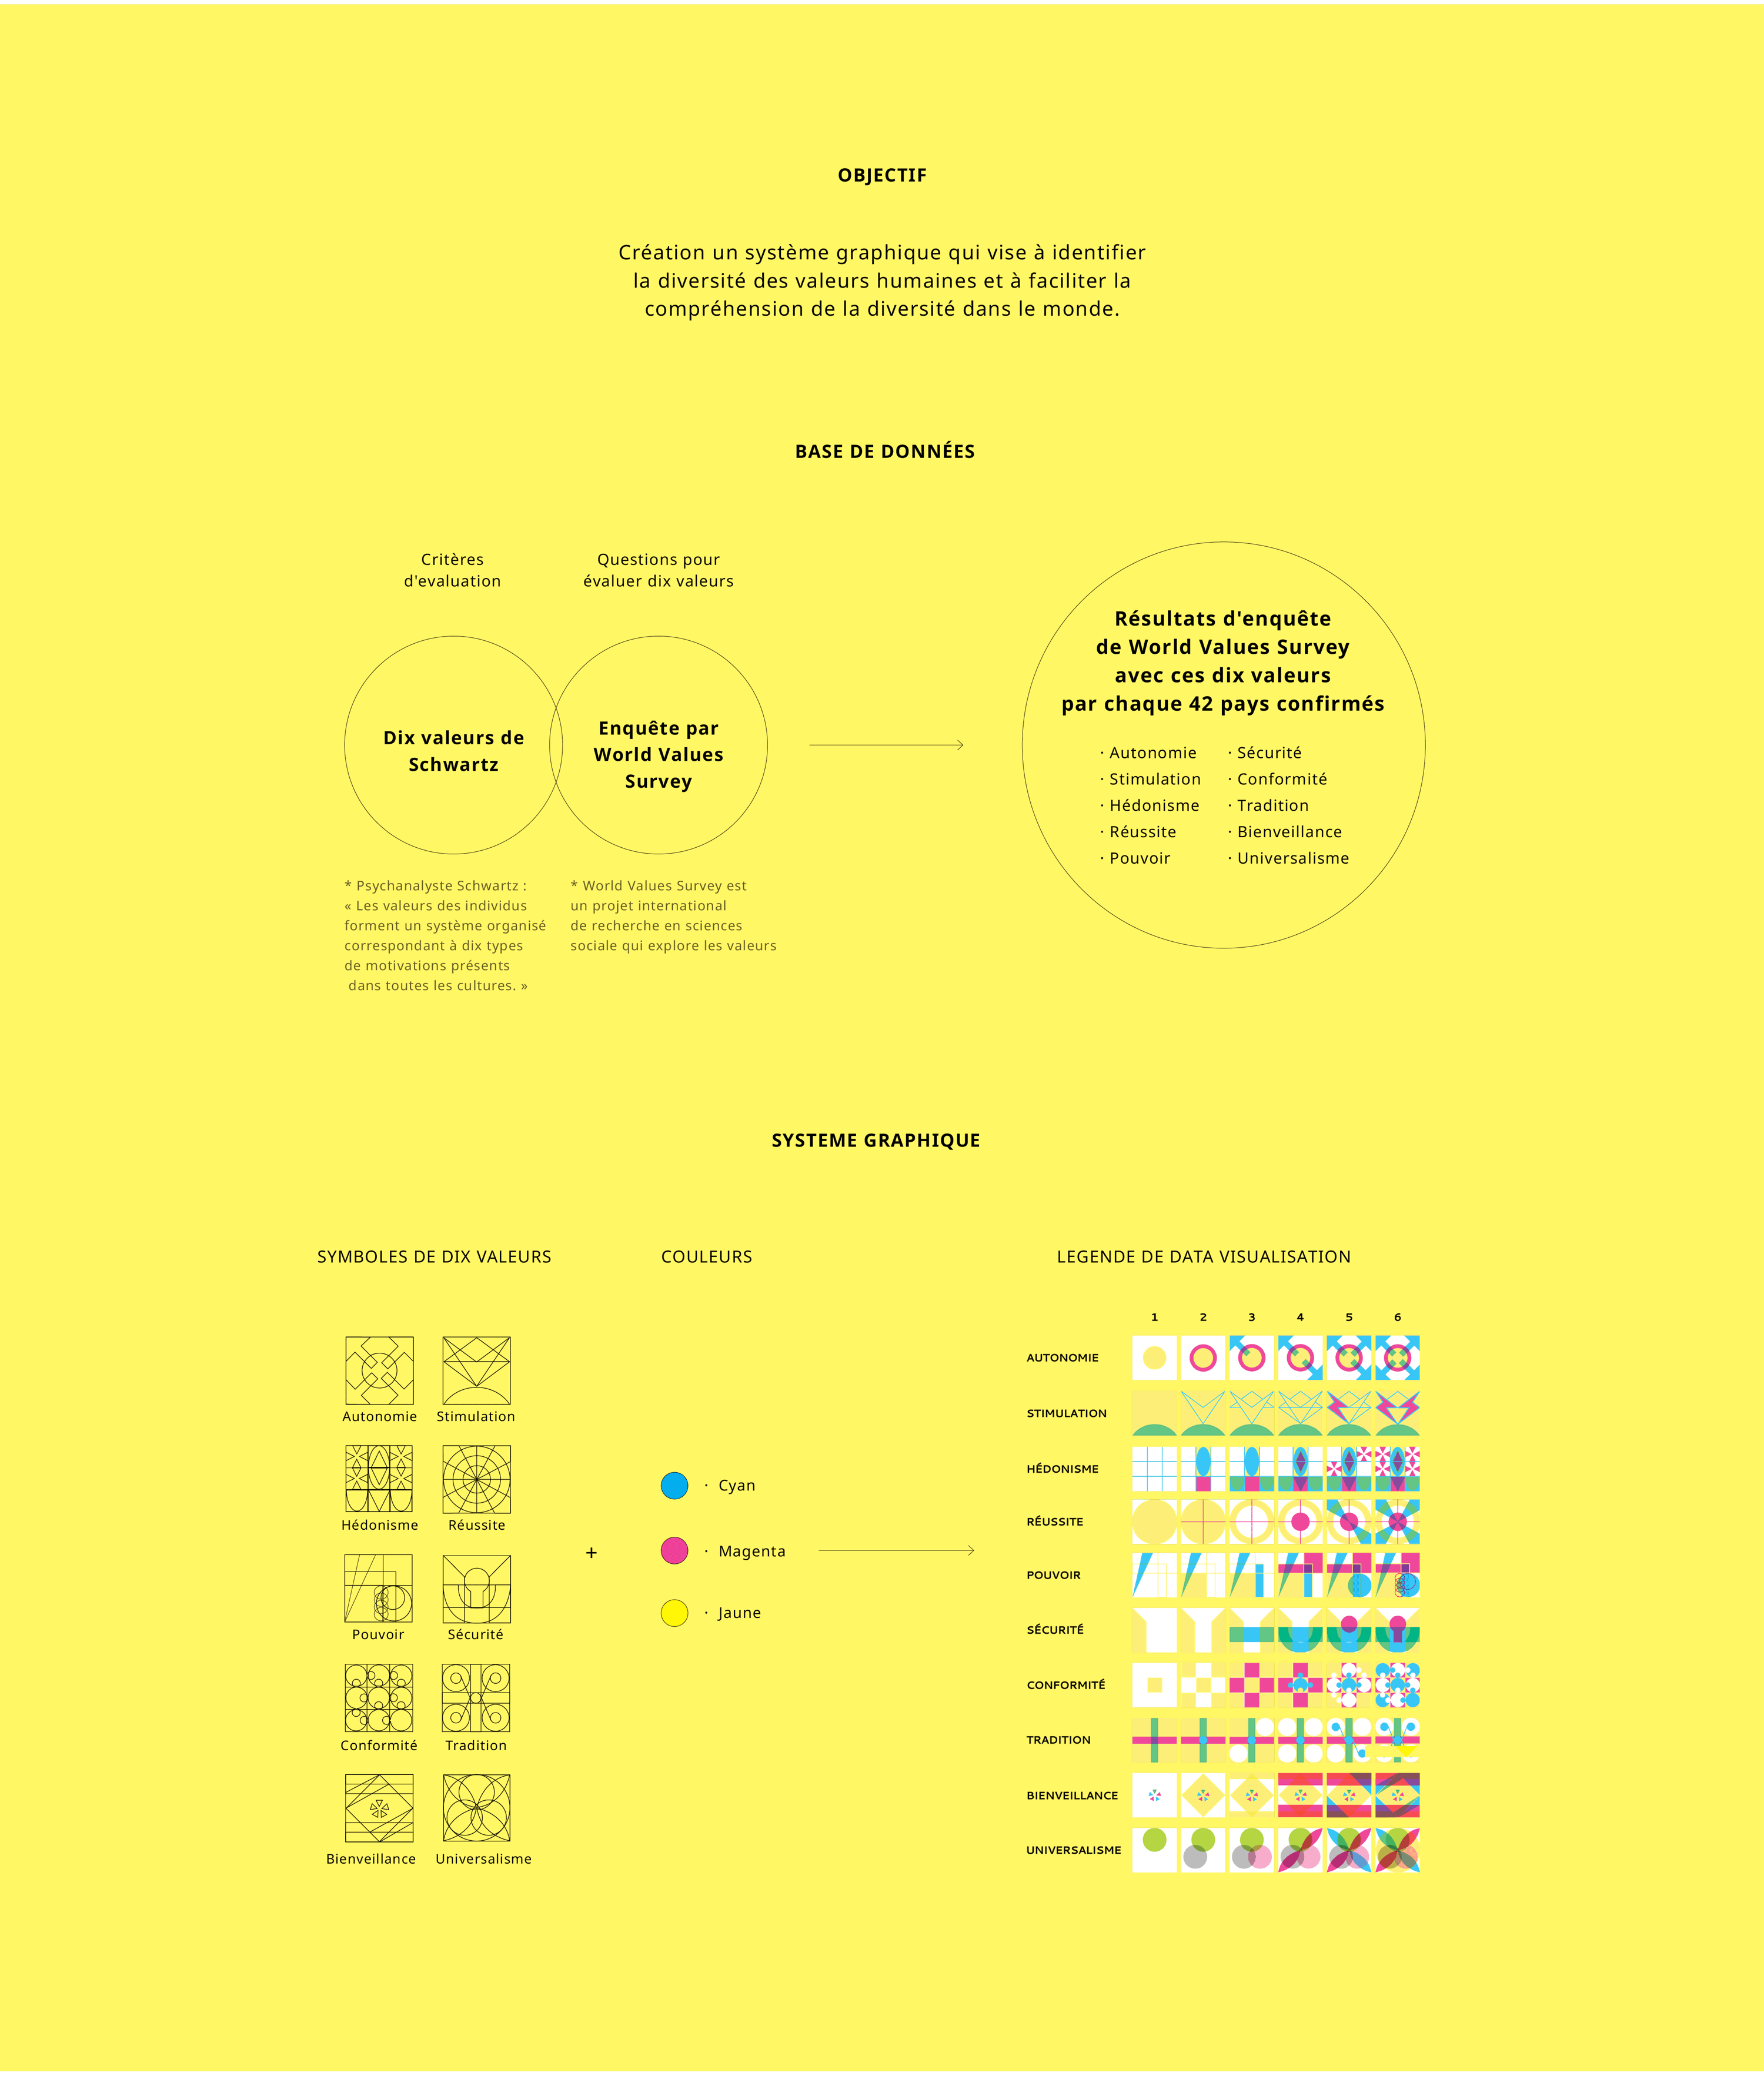 OBJECTIF
Création un système graphique qui vise à identifier
la diversité des valeurs humaines et à faciliter la
compréhension de la diversité dans le monde.
BASE DE DONNÉES
Critères
d'evaluation
Questions pour
évaluer dix valeurs
Dix valeurs de
Schwartz
Enquête par
World Values
Survey
* Psychanalyste Schwartz :
« Les valeurs des individus
forment un système organisé
correspondant à dix types
de motivations présents
dans toutes les cultures. »
* World Values Survey est
un projet international
de recherche en sciences
sociale qui explore les valeurs
Résultats d'enquête
de World Values Survey
avec ces dix valeurs
par chaque 42 pays confirmés
· Autonomie
· Stimulation
· Hédonisme
· Réussite
· Pouvoir
· Sécurité
· Conformité
· Tradition
· Bienveillance
· Universalisme
SYSTEME GRAPHIQUE
SYMBOLES DE DIX VALEURS
Autonomie
Stimulation
Hédonisme
Réussite
Pouvoir
Sécurité
Conformité
Tradition
Bienveillance
Universalisme
+
COULEURS
· Cyan
· Magenta
· Jaune
LEGENDE DE DATA VISUALISATION
1 2 3 4 5 6
AUTONOMIE
STIMULATION
HÉDONISME
RÉUSSITE
POUVOIR
SÉCURITÉ
CONFORMITÉ
TRADITION
BIENVEILLANCE
UNIVERSALISME